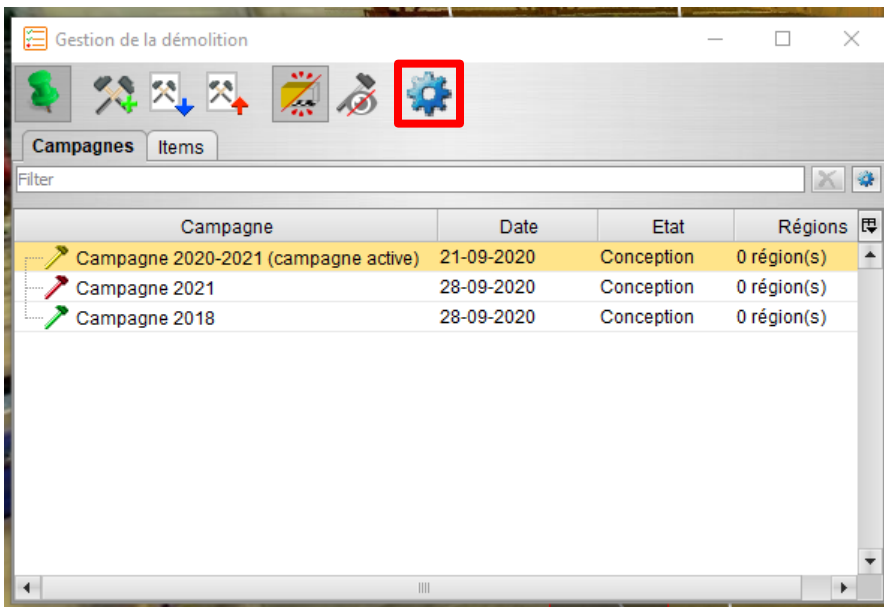 Gestion de la démolition
Campagnes Items
Filter
Campagne Date Etat Régions
Campagne 2020-2021 (campagne active) 21-09-2020 Conception 0 région(s)
Campagne 2021 28-09-2020 Conception 0 région(s)
Campagne 2018 28-09-2020 Conception 0 région(s)